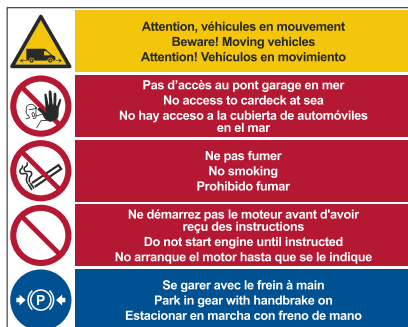 Attention, véhicules en mouvement
Beware! Moving vehicles
Attention! Vehículos en movimiento
Pas d'accès au pont garage en mer
No access to cardeck at sea
No hay acceso a la cubierta de automóviles
en el mar
Ne pas fumer
No smoking
Prohibido fumar
Ne démarrez pas le moteur avant d'avoir
reçu des instructions
Do not start engine until instructed
No arranque el motor hasta que se le indique
(P)
Se garer avec le frein à main
Park in gear with handbrake on
Estacionar en marcha con freno de mano